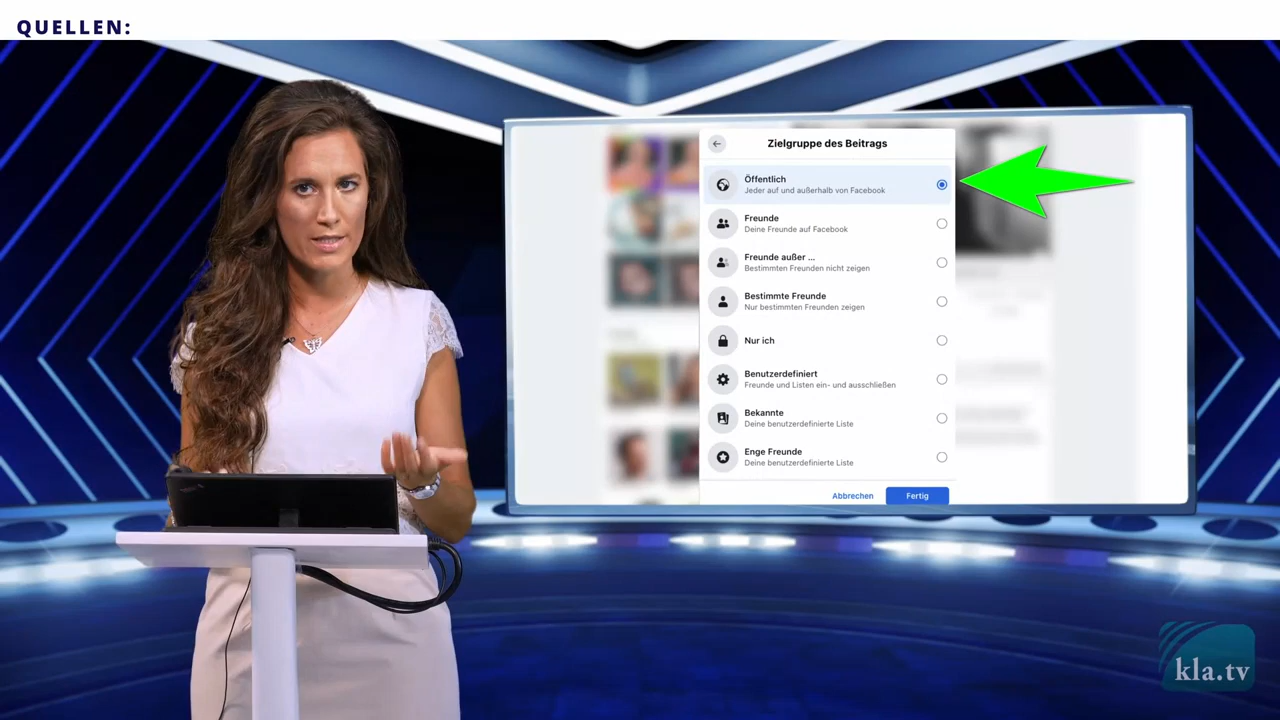 QUELLEN:
Zielgruppe des Beitrags
Öffentlich
Jeder auf und außerhalb von Facebook
Freunde
Deine Freunde auf Facebook
Freunde außer ...
Bestimmten Freunden nicht zeigen
Bestimmte Freunde
Nur bestimmten Freunden zeigen
Nur ich
Benutzerdefiniert
Freunde und Listen ein- und ausschließen
Bekannte
Deine benutzerdefinierte Liste
Enge Freunde
Deine benutzerdefinierte Liste
Abbrechen
Fertig
kla.tv